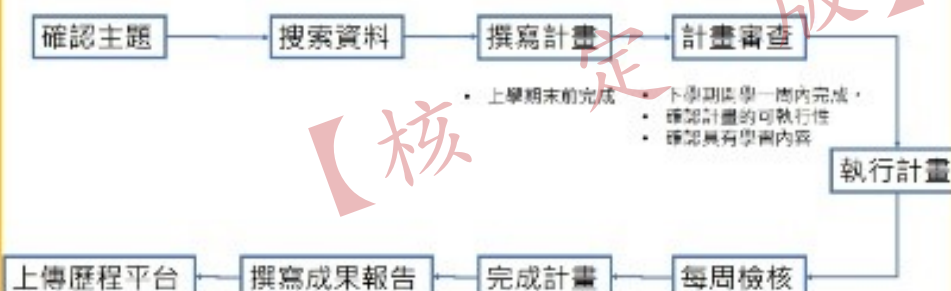 確認主題
搜索資料
撰寫計畫
計畫審查
• 上學期末前完成
• 下學期開學一周內完成,
• 確認計畫的可執行性
• 確認具有學習內容
執行計畫
每周檢核
完成計畫
撰寫成果報告
上傳歷程平台
【核定版】